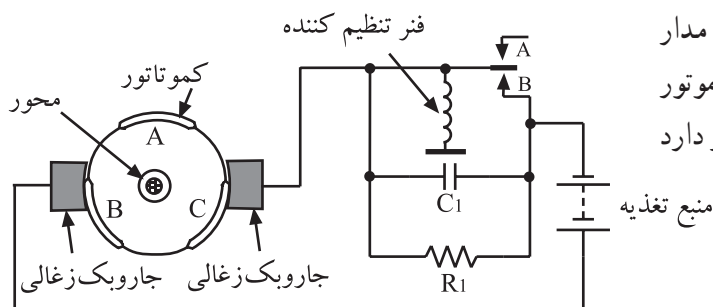 مدار
موتور
دارد
فنر تنظیم کننده
کموتاتور
محور
A
B
C
A
B
C1
R1
منبع تغذیه
جاروبک زغالی
جاروبک زغالی